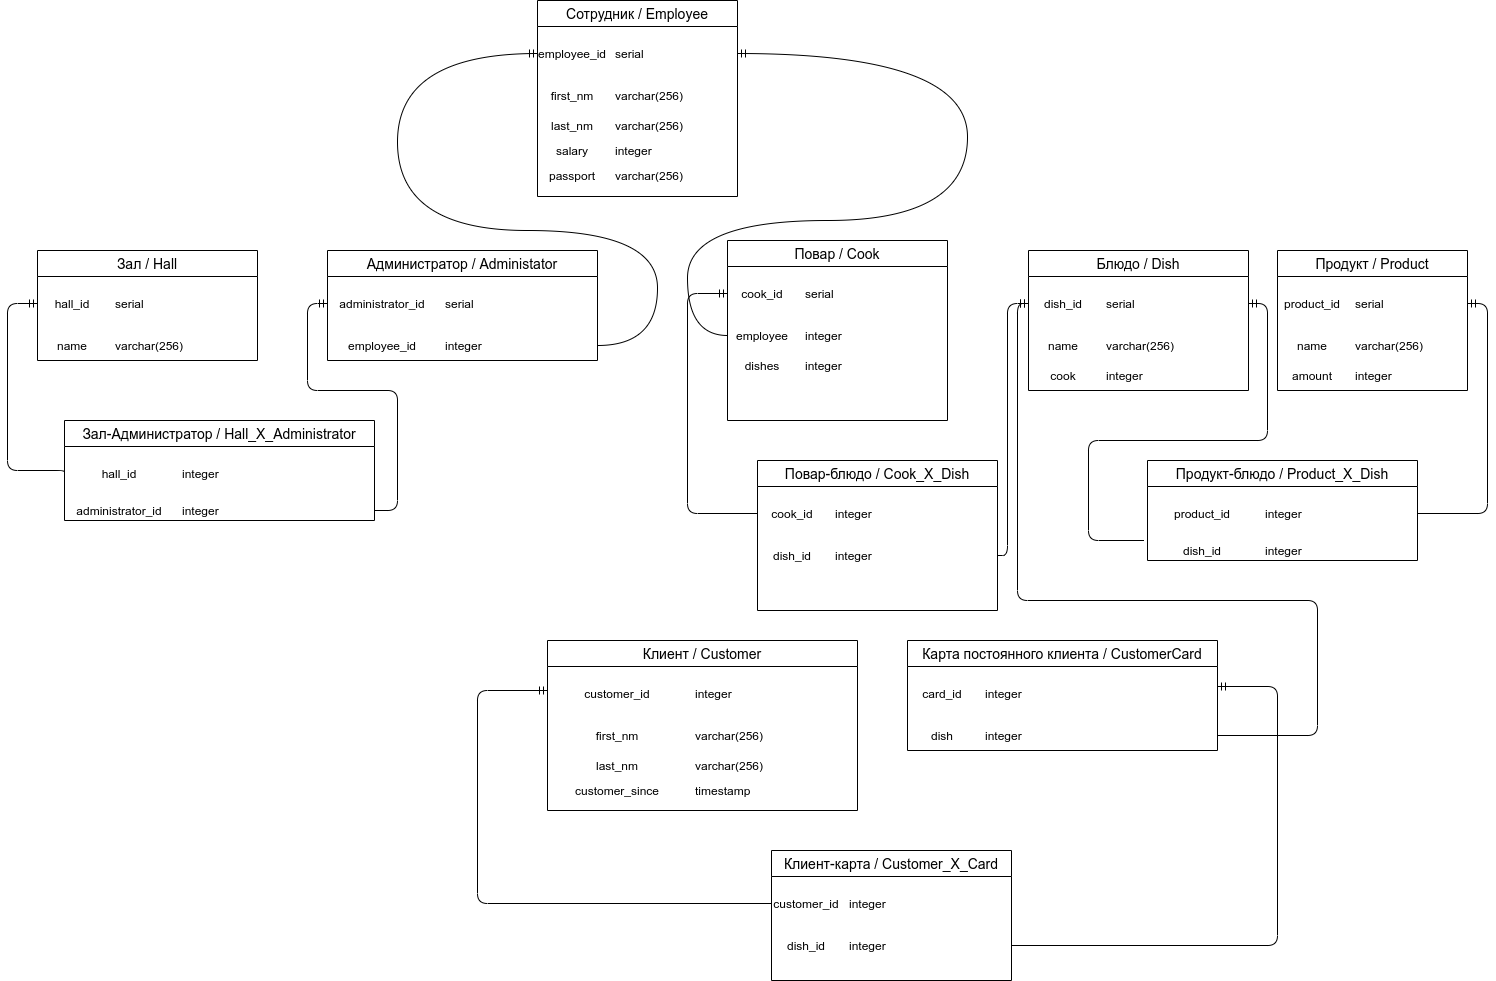 Сотрудник / Employee
employee_id serial
first_nm varchar(256)
last_nm varchar(256)
salary integer
passport varchar(256)
Зал / Hall
hall_id serial
name varchar(256)
Администратор / Administator
administrator_id serial
employee_id integer
Повар / Cook
cook_id serial
employee integer
dishes integer
Блюдо / Dish
dish_id serial
name varchar(256)
cook integer
Продукт / Product
product_id serial
name varchar(256)
amount integer
Зал-Администратор / Hall_X_Administrator
hall_id integer
administrator_id integer
Повар-блюдо / Cook_X_Dish
cook_id integer
dish_id integer
Продукт-блюдо / Product_X_Dish
product_id integer
dish_id integer
Клиент / Customer
customer_id integer
first_nm varchar(256)
last_nm varchar(256)
customer_since timestamp
Карта постоянного клиента / CustomerCard
card_id integer
dish integer
Клиент-карта / Customer_X_Card
customer_id integer
dish_id integer